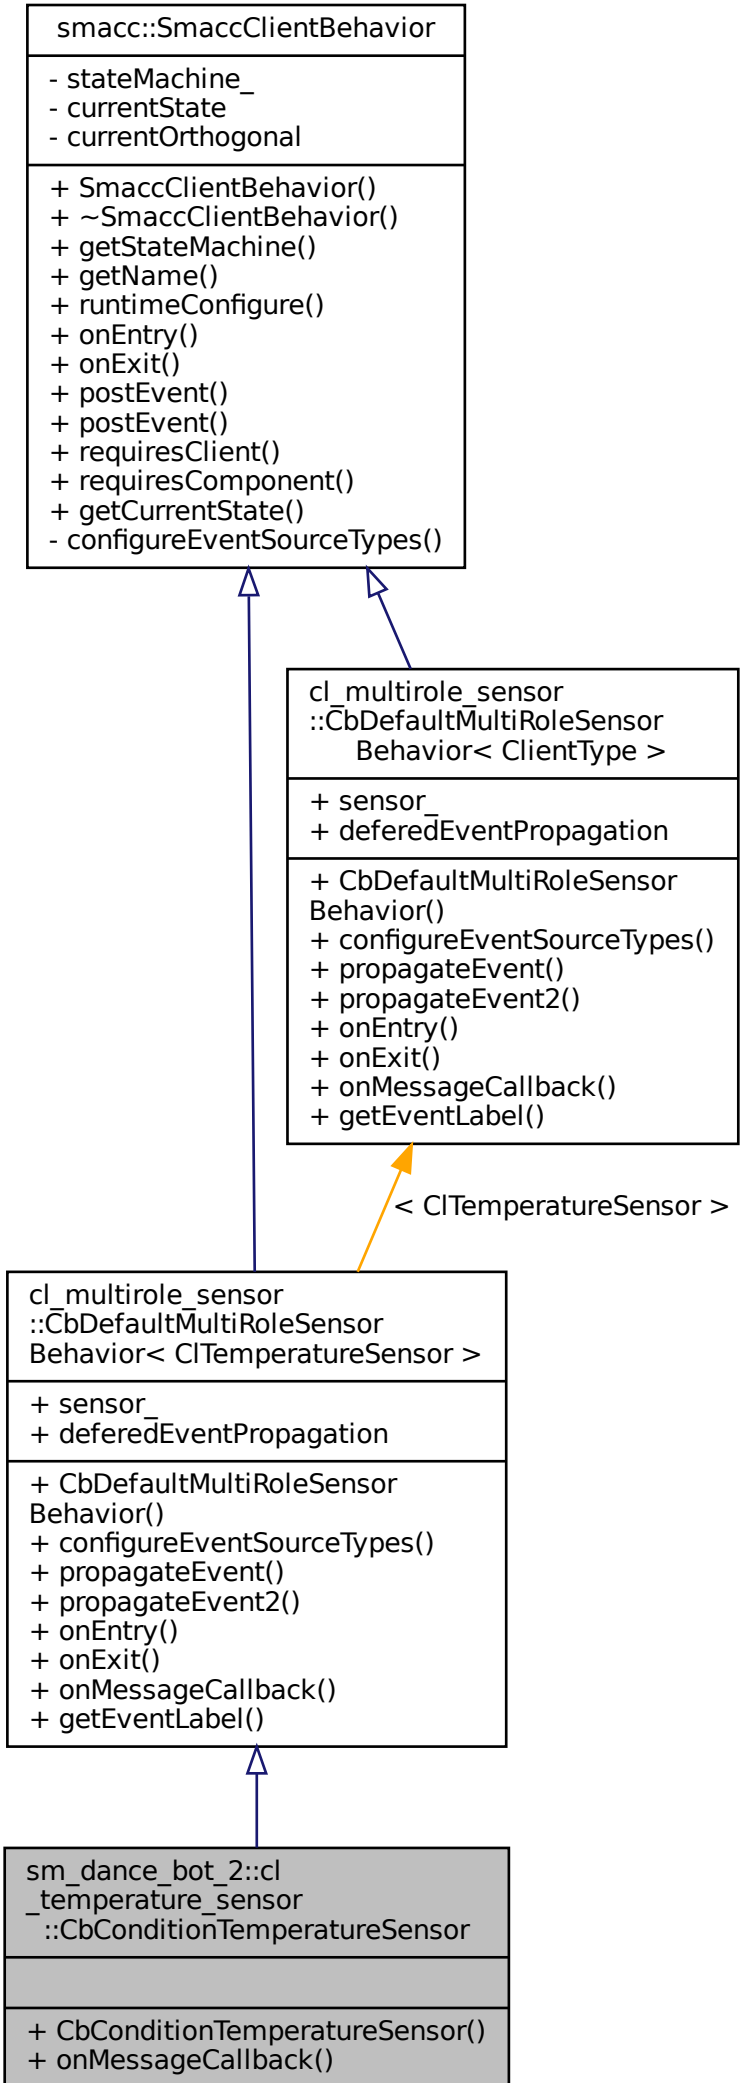 smacc::SmaccClientBehavior
- stateMachine_
- currentState
- currentOrthogonal
+ SmaccClientBehavior()
+ ~SmaccClientBehavior()
+ getStateMachine()
+ getName()
+ runtimeConfigure()
+ onEntry()
+ onExit()
+ postEvent()
+ postEvent()
+ requiresClient()
+ requiresComponent()
+ getCurrentState()
- configureEventSourceTypes()
cl_multirole_sensor
::CbDefaultMultiRoleSensor
Behavior< ClientType >
+ sensor_
+ deferedEventPropagation
+ CbDefaultMultiRoleSensor
Behavior()
+ configureEventSourceTypes()
+ propagateEvent()
+ propagateEvent2()
+ onEntry()
+ onExit()
+ onMessageCallback()
+ getEventLabel()
< ClTemperatureSensor >
cl_multirole_sensor
::CbDefaultMultiRoleSensor
Behavior< ClTemperatureSensor >
+ sensor_
+ deferedEventPropagation
+ CbDefaultMultiRoleSensor
Behavior()
+ configureEventSourceTypes()
+ propagateEvent()
+ propagateEvent2()
+ onEntry()
+ onExit()
+ onMessageCallback()
+ getEventLabel()
sm_dance_bot_2::cl
_temperature_sensor
::CbConditionTemperatureSensor
+ CbConditionTemperatureSensor()
+ onMessageCallback()